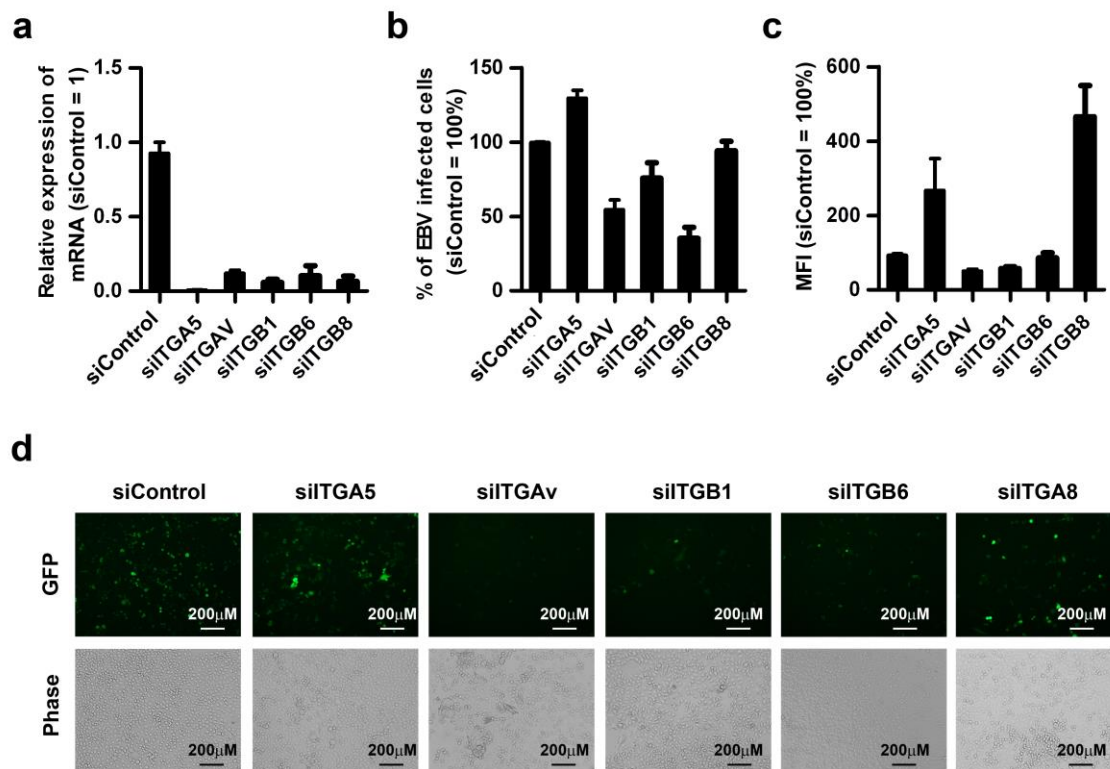 a
Relative expression of
mRNA (siControl = 1)
1.5
1.0
0.5
0.0
siControl
siITGA5
siITGAV
siITGB1
siITGB6
siITGB8
b
% of EBV infected cells
(siControl = 100%)
150
100
50
0
siControl
siITGA5
siITGAV
siITGB1
siITGB6
siITGB8
c
MFI (siControl = 100%)
600
400
200
0
siControl
siITGA5
siITGAV
siITGB1
siITGB6
siITGB8
d
siControl siITGA5 siITGAv siITGB1 siITGB6 siITGA8
GFP
200μM 200μM 200μM 200μM 200μM 200μM
Phase
200μM 200μM 200μM 200μM 200μM 200μM